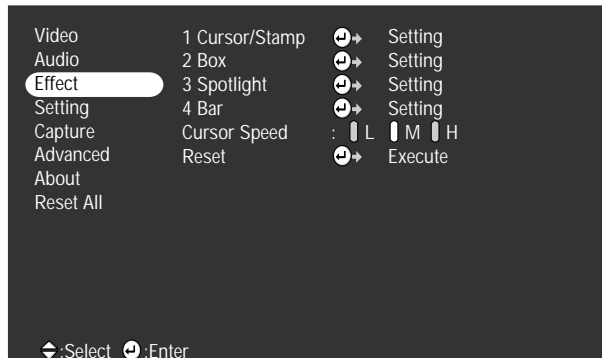 Video
Audio
Effect
Setting
Capture
Advanced
About
Reset All
1 Cursor/Stamp Setting
2 Box Setting
3 Spotlight Setting
4 Bar Setting
Cursor Speed : L M H
Reset Execute
:Select :Enter